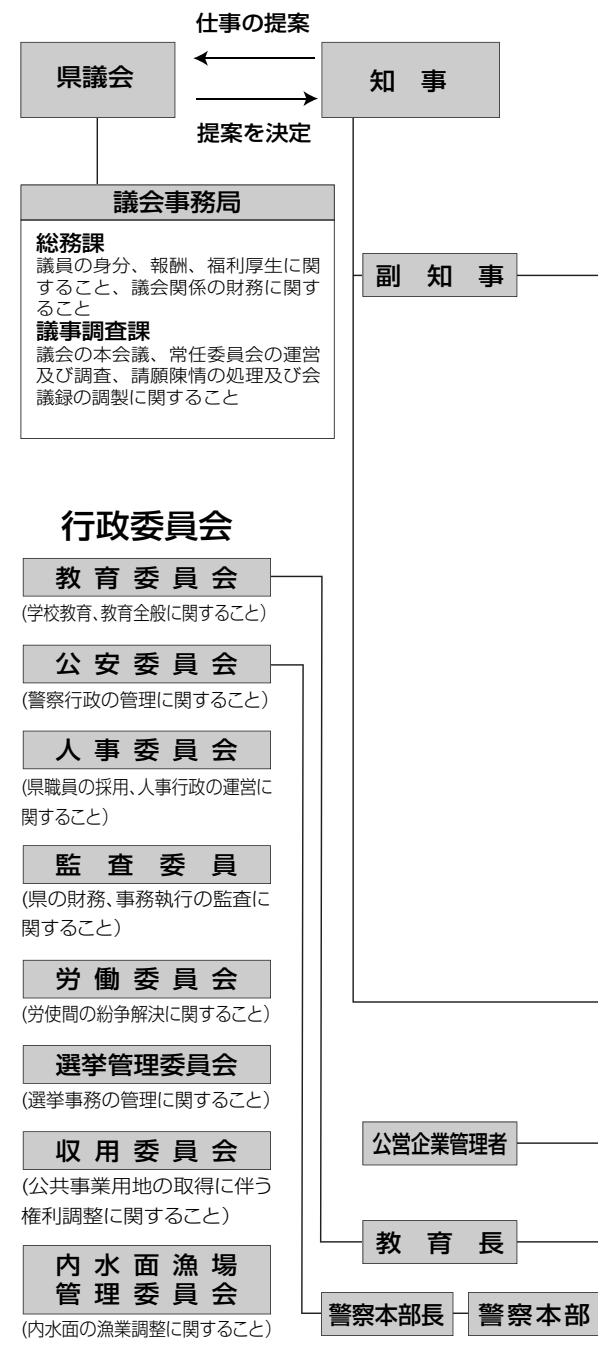 仕事の提案
県議会
知 事
提案を決定
議会事務局
総務課
議員の身分、報酬、福利厚生に関
すること、議会関係の財務に関す
ること
議事調査課
議会の本会議、常任委員会の運営
及び調査、請願陳情の処理及び会
議録の調製に関すること
副 知 事
行政委員会
教育委員会
(学校教育、教育全般に関すること)
公安委員会
(警察行政の管理に関すること)
人事委員会
(県職員の採用、人事行政の運営に
関すること)
監査委員
(県の財務、事務執行の監査に
関すること)
労働委員会
(労使間の紛争解決に関すること)
選挙管理委員会
(選挙事務の管理に関すること)
収用委員会
(公共事業用地の取得に伴う
権利調整に関すること)
内水面漁場
管理委員会
(内水面の漁業調整に関すること)
公営企業管理者
教 育 長
警察本部長
警察本部